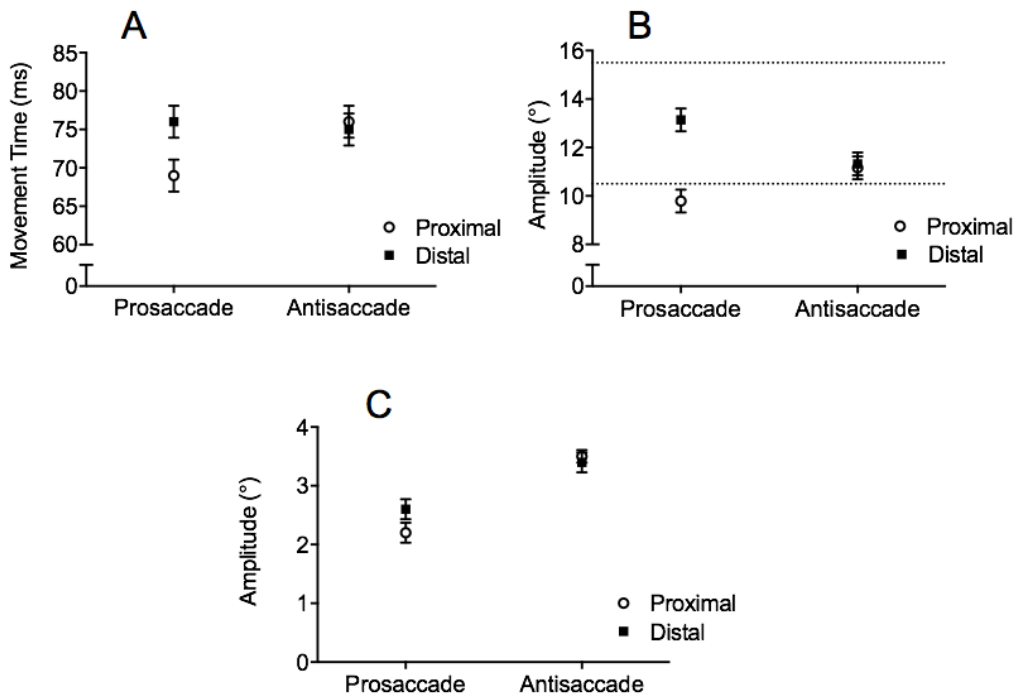 A
Movement Time (ms)
85
80
75
70
65
60
0
Prosaccade
Antisaccade
Proximal
Distal
B
Amplitude (°)
16
14
12
10
8
0
Prosaccade
Antisaccade
Proximal
Distal
C
Amplitude (°)
4
3
2
1
0
Prosaccade
Antisaccade
Proximal
Distal